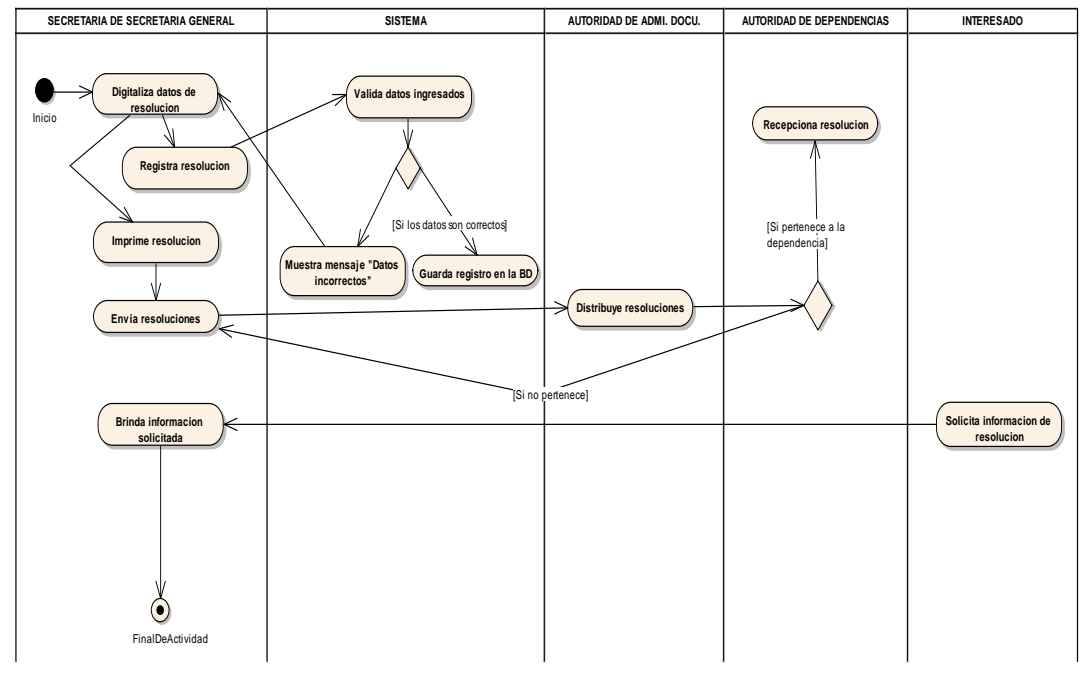 SECRETARIA DE SECRETARIA GENERAL
SISTEMA
AUTORIDAD DE ADMI. DOCU.
AUTORIDAD DE DEPENDENCIAS
INTERESADO
Inicio
Digitaliza datos de
resolucion
Registra resolucion
Imprime resolucion
Envia resoluciones
Brinda informacion
solicitada
FinalDeActividad
Valida datos ingresados
[Si los datos son correctos]
Muestra mensaje "Datos
incorrectos"
Guarda registro en la BD
Distribuye resoluciones
[Si no pertenece]
Recepciona resolucion
[Si pertenece a la
dependencia]
Solicita informacion de
resolucion